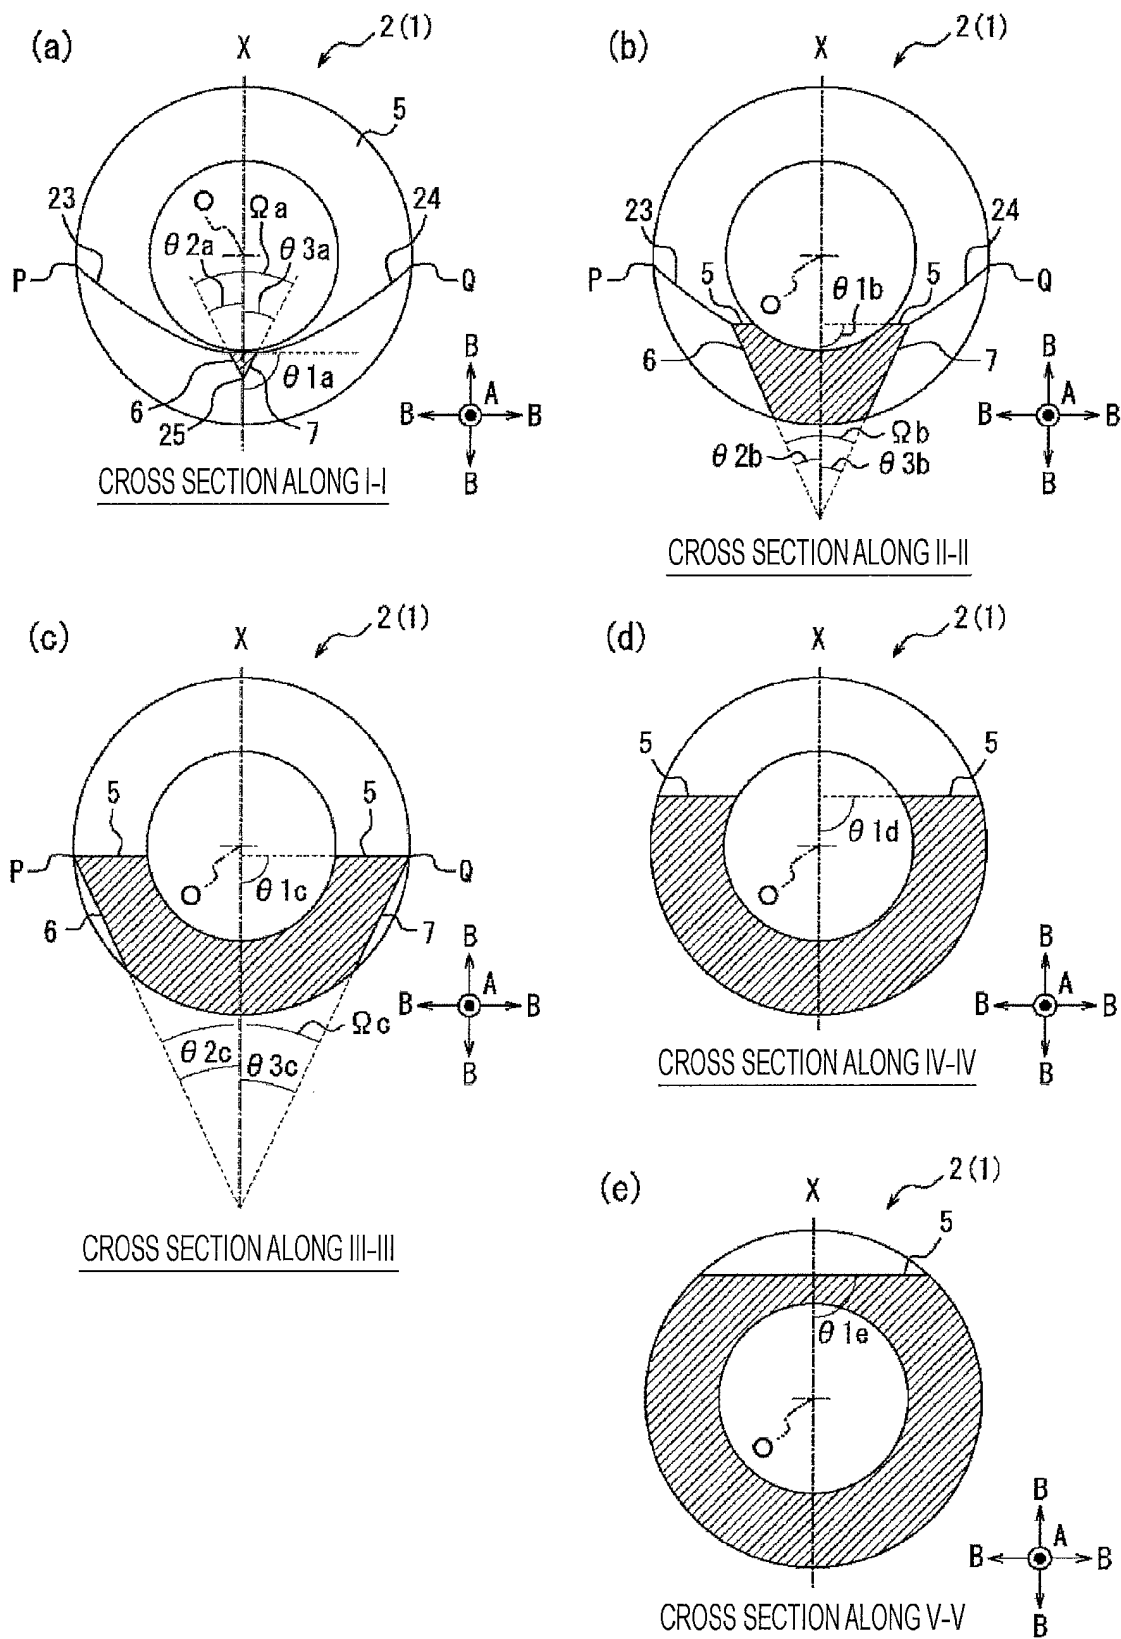 (a)
X
2(1)
5
23
O
Ωa
24
θ2a
θ3a
P
Q
θ1a
6
25
7
B
A
B
B
B
CROSS SECTION ALONG I-I
(b)
X
2(1)
23
24
P
5
O
θ1b
5
Q
6
7
B
A
B
B
B
Ωb
θ2b
θ3b
CROSS SECTION ALONG II-II
(c)
X
2(1)
5
5
P
Q
O
θ1c
6
7
B
A
B
B
B
Ωc
θ2c
θ3c
CROSS SECTION ALONG III-III
(d)
X
2(1)
5
5
θ1d
O
B
A
B
B
B
CROSS SECTION ALONG IV-IV
(e)
X
2(1)
5
θ1e
O
B
A
B
B
B
CROSS SECTION ALONG V-V